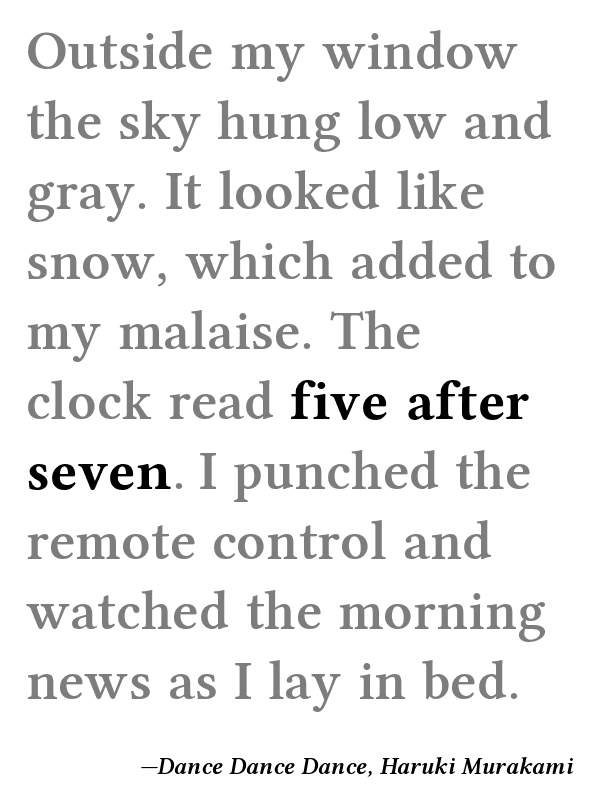 Outside my window
the sky hung low and
gray. It looked like
snow, which added to
my malaise. The
clock read five after
seven. I punched the
remote control and
watched the morning
news as I lay in bed.
—Dance Dance Dance, Haruki Murakami